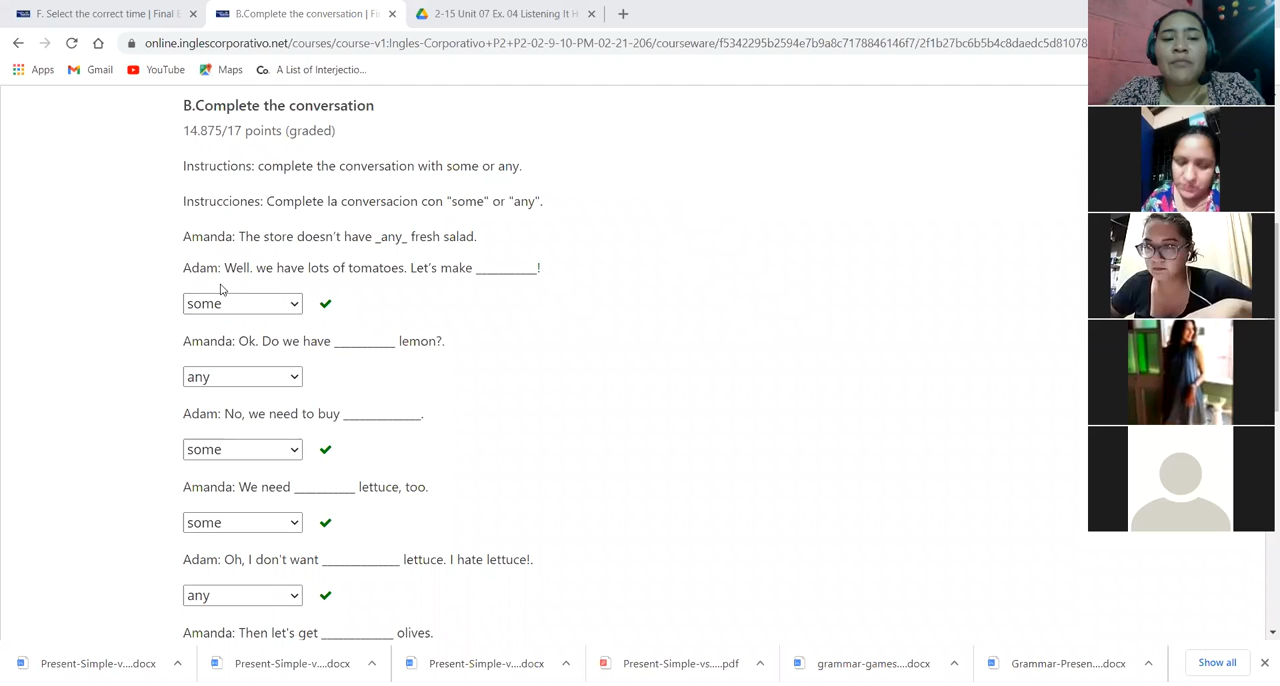 F. Select the correct time | Final E
B.Complete the conversation | Fi
2-15 Unit 07 Ex. 04 Listening It H
online.inglescorporativo.net/courses/course-v1:Ingles-Corporativo+P2+P2-02-9-10-PM-02-21-206/courseware/f5342295b2594e7b9a8c7178846146f7/2f1b27bc6b5b4c8daedc5d81078
Apps
Gmail
YouTube
Maps
Co. A List of Interjectio...
B.Complete the conversation
14.875/17 points (graded)
Instructions: complete the conversation with some or any.
Instrucciones: Complete la conversacion con "some" or "any".
Amanda: The store doesn't have _any_ fresh salad.
Adam: Well. we have lots of tomatoes. Let's make __________!
some
Amanda: Ok. Do we have __________ lemon?.
any
Adam: No, we need to buy _____________.
some
Amanda: We need __________ lettuce, too.
some
Adam: Oh, I don't want _____________ lettuce. I hate lettuce!.
any
Amanda: Then let's get ____________ olives.
Present-Simple-v....docx
Present-Simple-v....docx
Present-Simple-v....docx
Present-Simple-vs.....pdf
grammar-games....docx
Grammar-Presen....docx
Show all